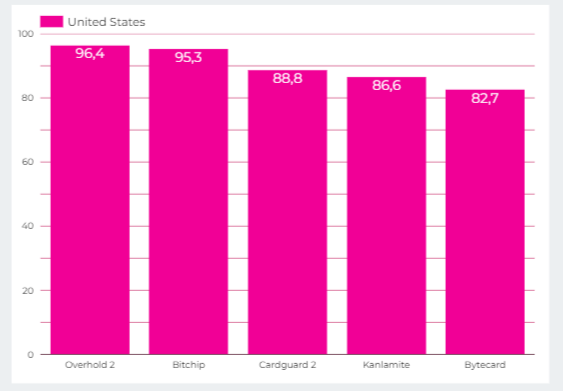 United States
100
80
60
40
20
0
96,4
95,3
88,8
86,6
82,7
Overhold 2
Bitchip
Cardguard 2
Kanlamite
Bytecard